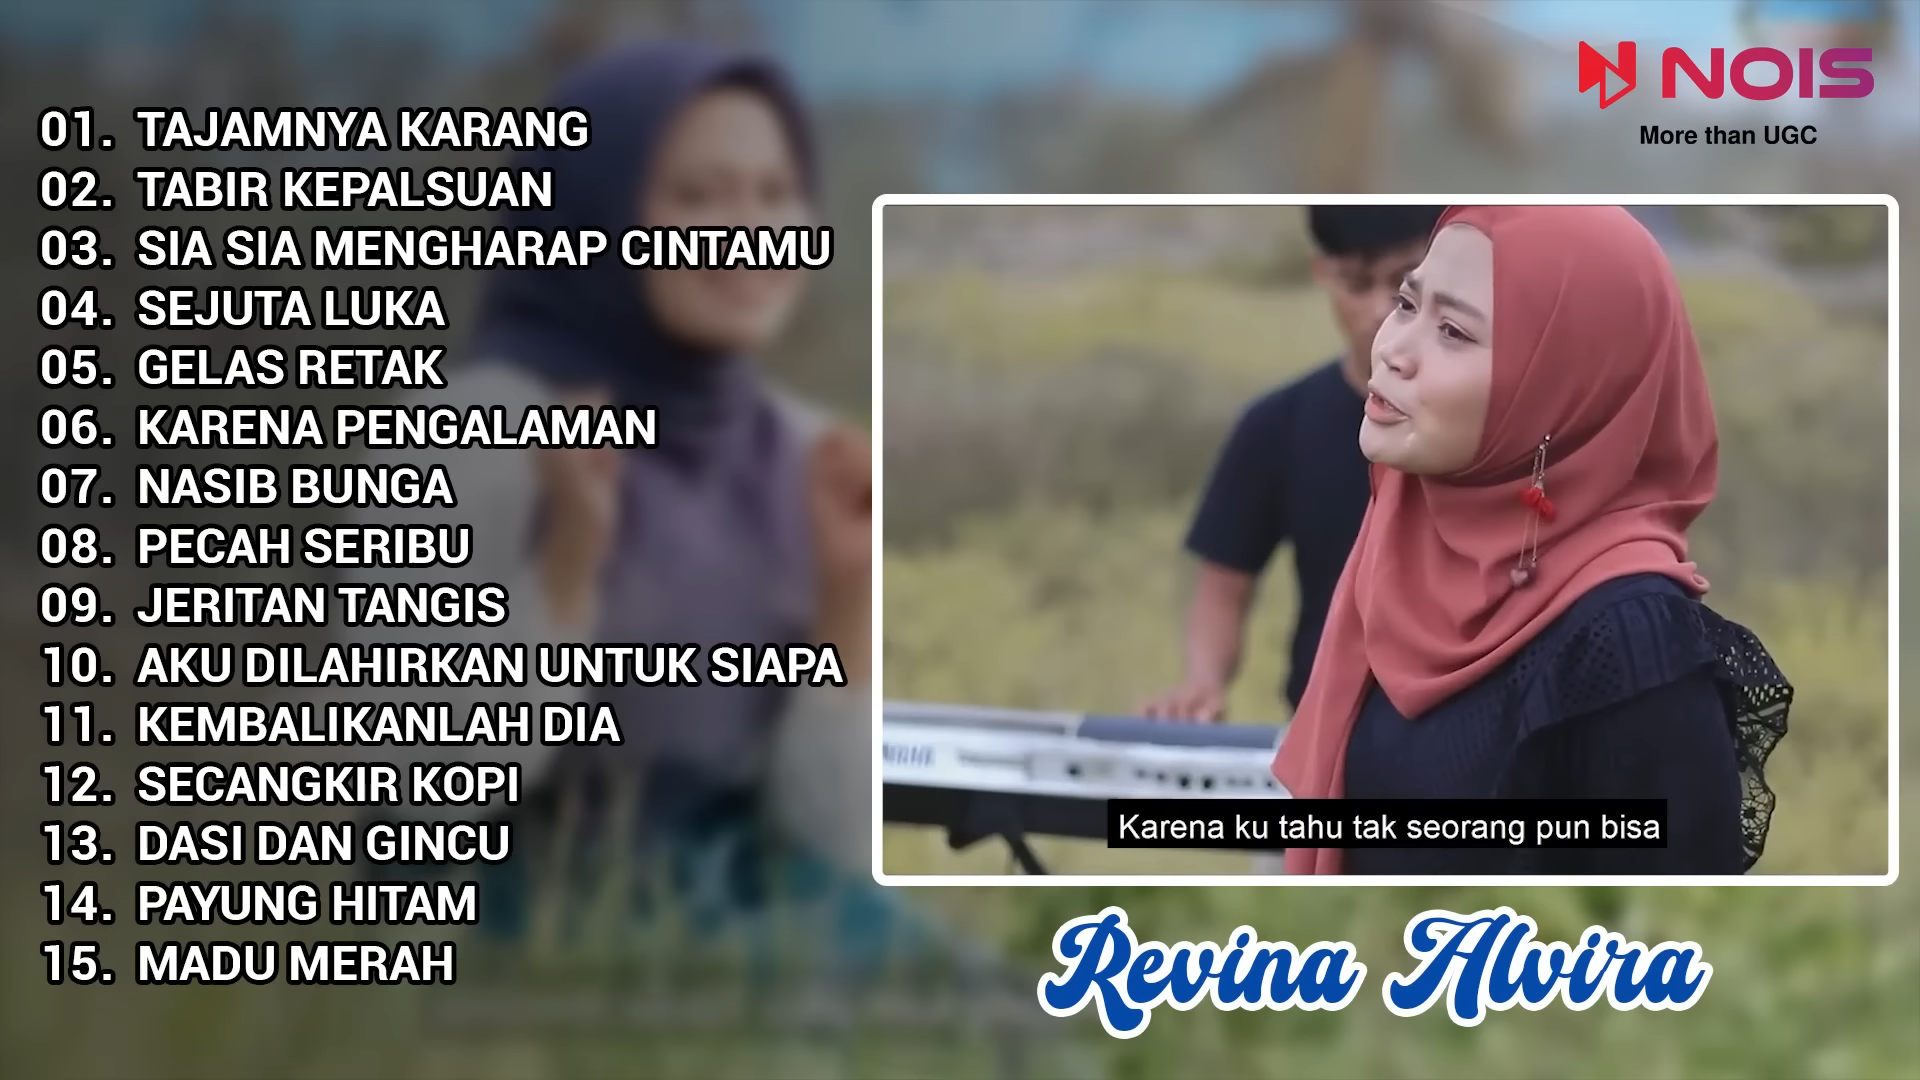 NOIS
More than UGC
01. TAJAMNYA KARANG
02. TABIR KEPALSUAN
03. SIA SIA MENGHARAP CINTAMU
04. SEJUTA LUKA
05. GELAS RETAK
06. KARENA PENGALAMAN
07. NASIB BUNGA
08. PECAH SERIBU
09. JERITAN TANGIS
10. AKU DILAHIRKAN UNTUK SIAPA
11. KEMBALIKANLAH DIA
12. SECANGKIR KOPI
13. DASI DAN GINCU
14. PAYUNG HITAM
15. MADU MERAH
Karena ku tahu tak seorang pun bisa
Revina Alvira